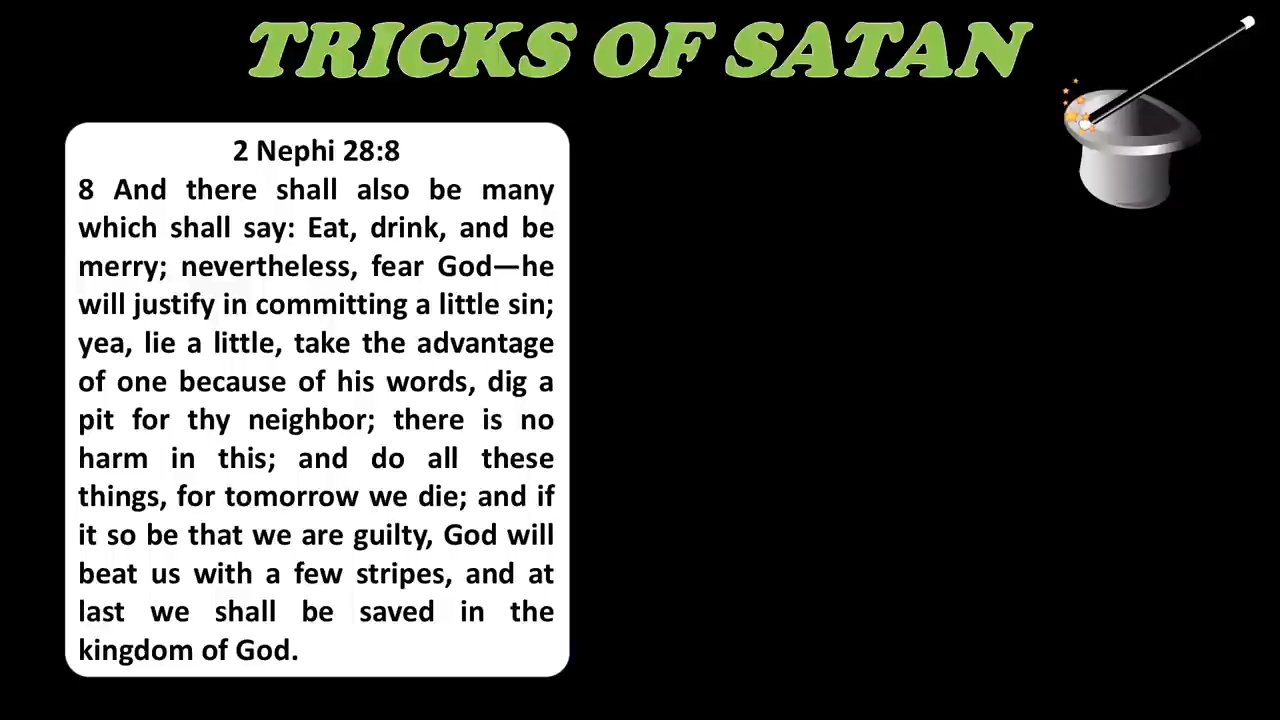 TRICKS OF SATAN
2 Nephi 28:8
8 And there shall also be many
which shall say: Eat, drink, and be
merry; nevertheless, fear God—he
will justify in committing a little sin;
yea, lie a little, take the advantage
of one because of his words, dig a
pit for thy neighbor; there is no
harm in this; and do all these
things, for tomorrow we die; and if
it so be that we are guilty, God will
beat us with a few stripes, and at
last we shall be saved in the
kingdom of God.